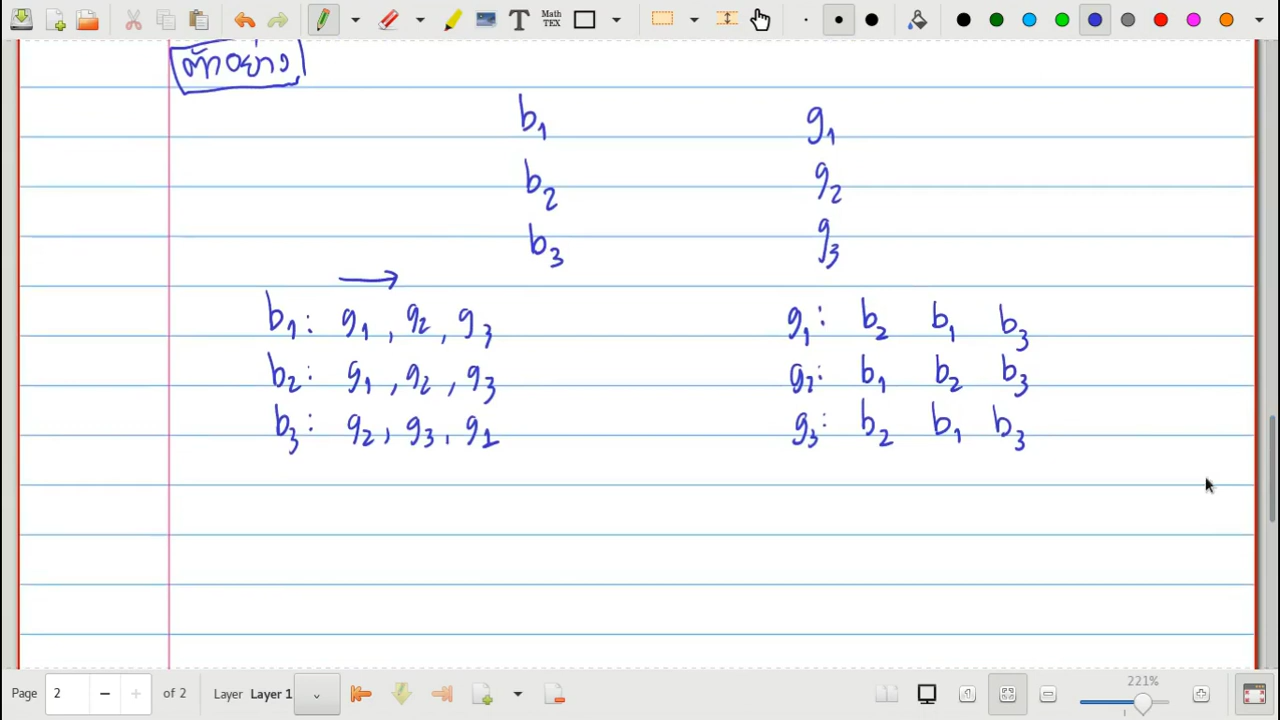 Math
TEX
T
ตัวอย่าง
b1 g1
b2 g2
b3 g3
b1: g1, g2, g3 g1: b2 b1 b3
b2: g1, g2, g3 g2: b1 b2 b3
b3: g2, g3, g1 g3: b2 b1 b3
Page 2 of 2 Layer Layer 1 221%